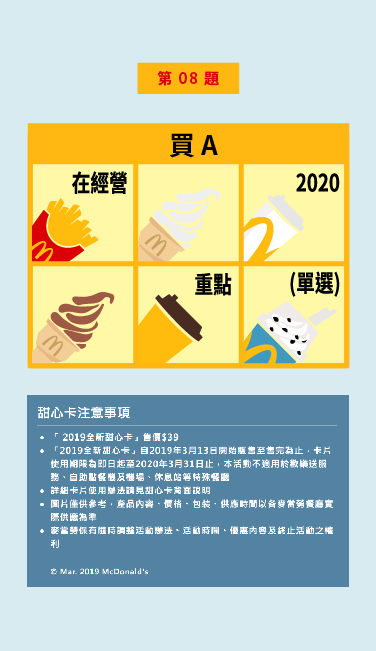 第 08 題
買 A
在經營
2020
重點
(單選)
甜心卡注意事項
• 「 2019全新甜心卡」售價$39
• 「2019全新甜心卡」自2019年3月13日開始販售至售完為止，卡片
使用期限為即日起至2020年3月31日止，本活動不適用於歡樂送服
務、自助點餐機及機場、休息站等特殊餐廳
• 詳細卡片使用辦法請見甜心卡背面說明
• 圖片僅供參考，產品內容、價格、包裝、供應時間以各麥當勞餐廳實
際供應為準
• 麥當勞保有隨時調整活動辦法、活動時間、優惠內容及終止活動之權
利
© Mar. 2019 McDonald's